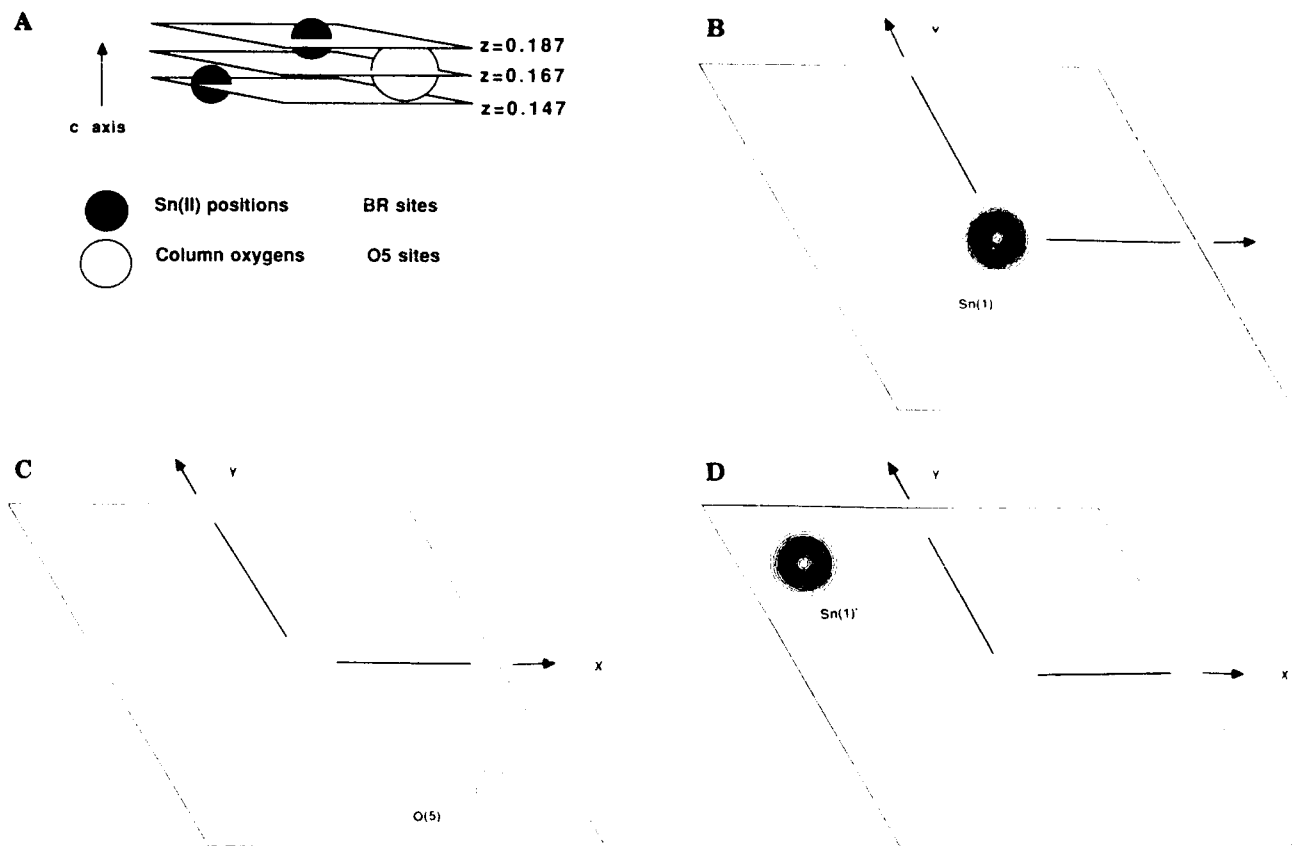 A
z=0.187
z=0.167
z=0.147
c axis
Sn(II) positions BR sites
Column oxygens O5 sites
B
Sn(1)
C
Y
X
O(5)
D
Y
X
Sn(1)'